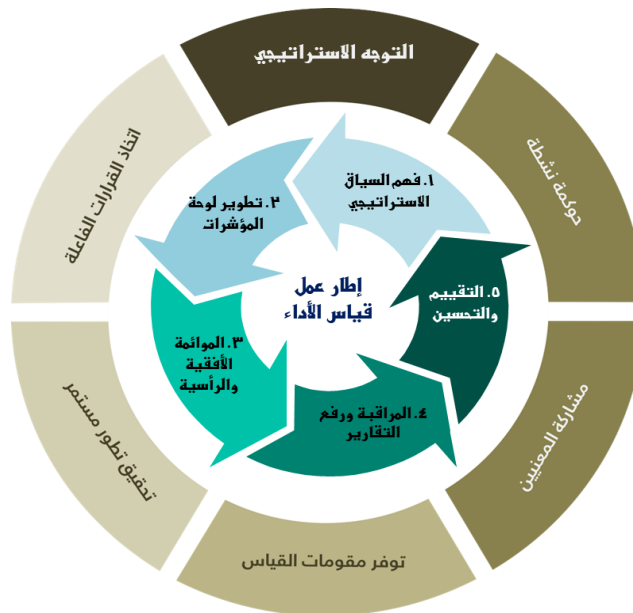 التوجه الاستراتيجي
حوكمة نشطة
مشاركة المعنيين
توفر مقومات القياس
تحقيق تطور مستمر
اتخاذ القرارات الفاعلة
١. فهم السياق
الاستراتيجي
٢. تطوير لوحة
المؤشرات
٣. الموائمة
الأفقية
والرأسية
٤. المراقبة ورفع
التقارير
٥. التقييم
والتحسين
إطار عمل
قياس الأداء